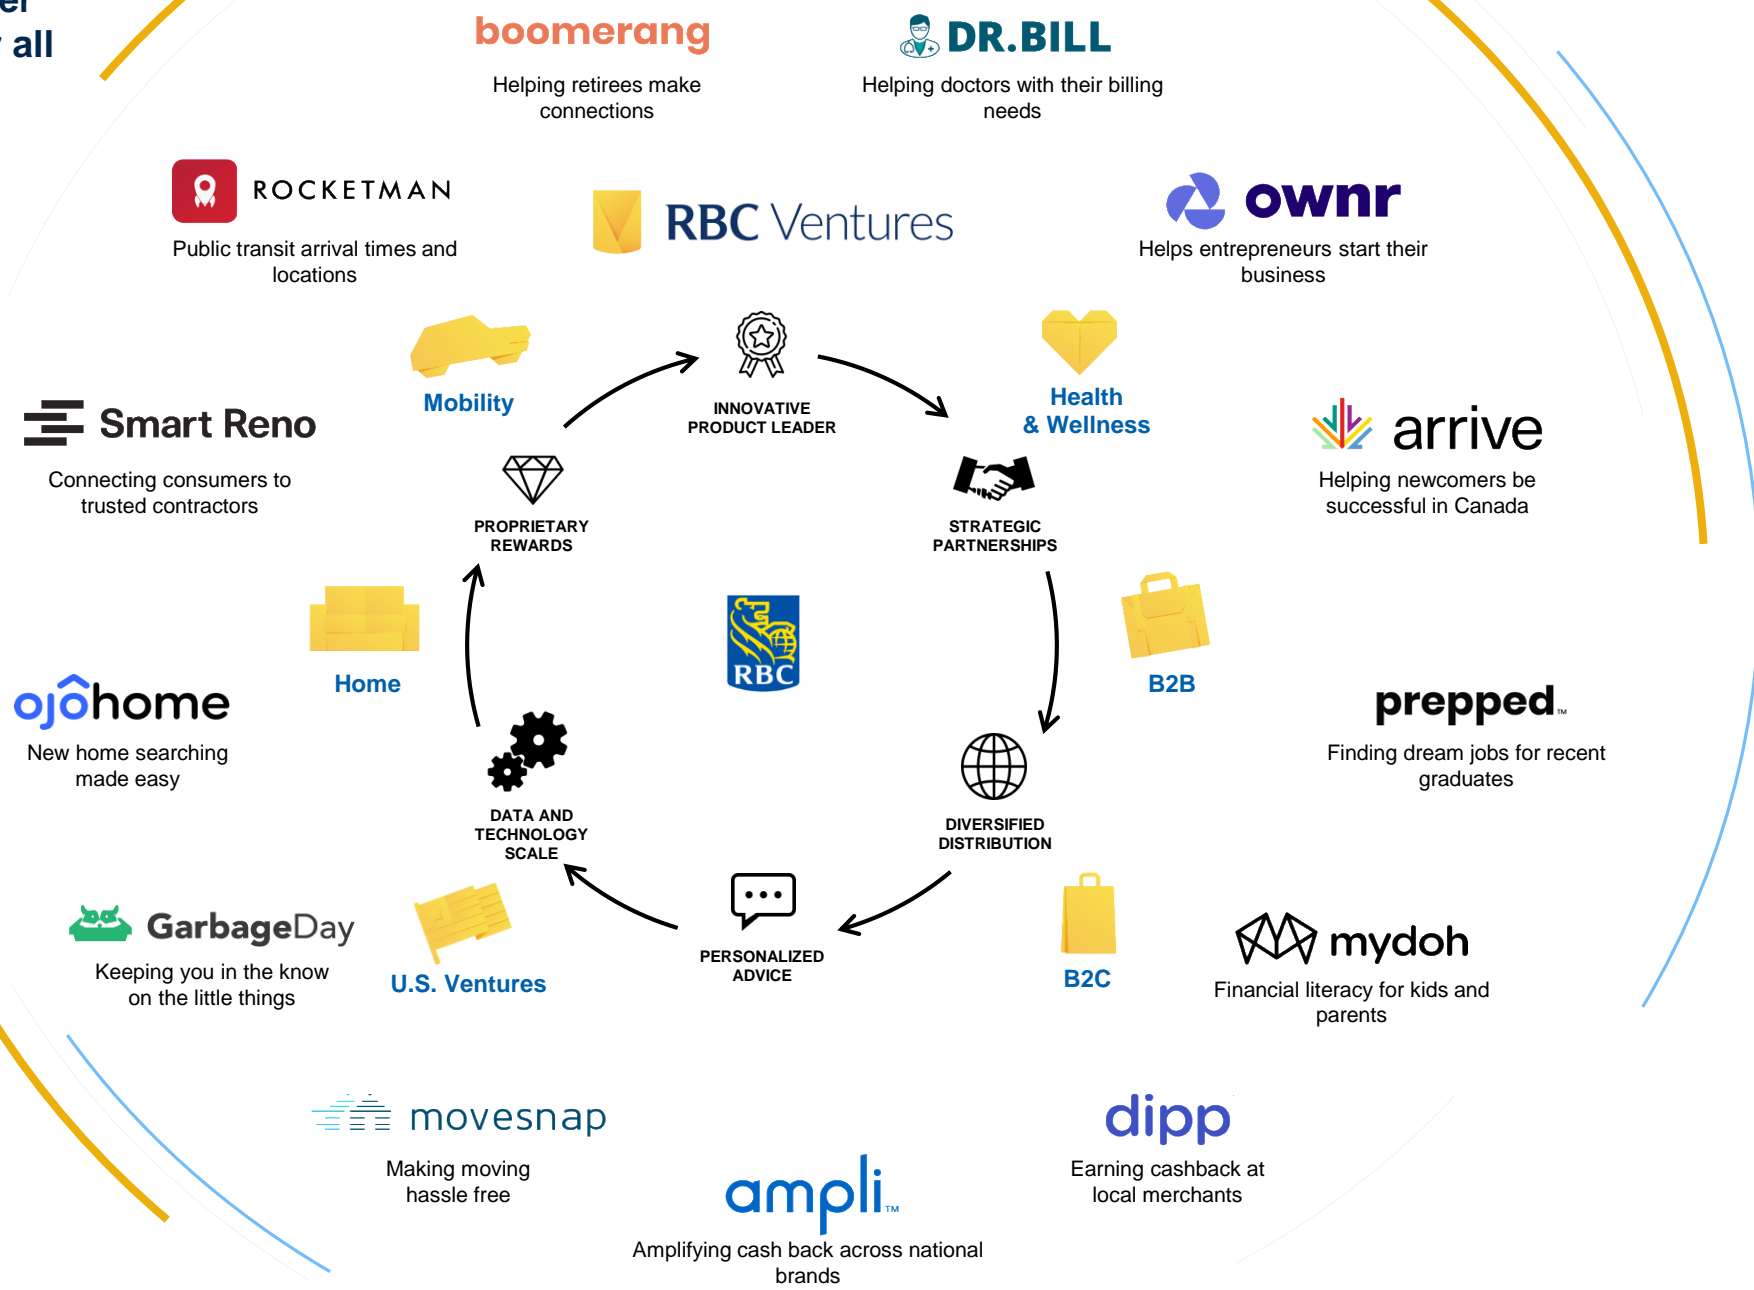 er
all
boomerang
Helping retirees make
connections
DR.BILL
Helping doctors with their billing
needs
ROCKETMAN
Public transit arrival times and
locations
RBC Ventures
ownr
Helps entrepreneurs start their
business
Mobility
INNOVATIVE
PRODUCT LEADER
Health
& Wellness
Smart Reno
Connecting consumers to
trusted contractors
PROPRIETARY
REWARDS
STRATEGIC
PARTNERSHIPS
arrive
Helping newcomers be
successful in Canada
Home
RBC
B2B
ojôhome
New home searching
made easy
prepped™
Finding dream jobs for recent
graduates
DATA AND
TECHNOLOGY
SCALE
DIVERSIFIED
DISTRIBUTION
GarbageDay
Keeping you in the know
on the little things
U.S. Ventures
PERSONALIZED
ADVICE
B2C
mydoh
Financial literacy for kids and
parents
movesnap
Making moving
hassle free
ampli™
Amplifying cash back across national
brands
dipp
Earning cashback at
local merchants